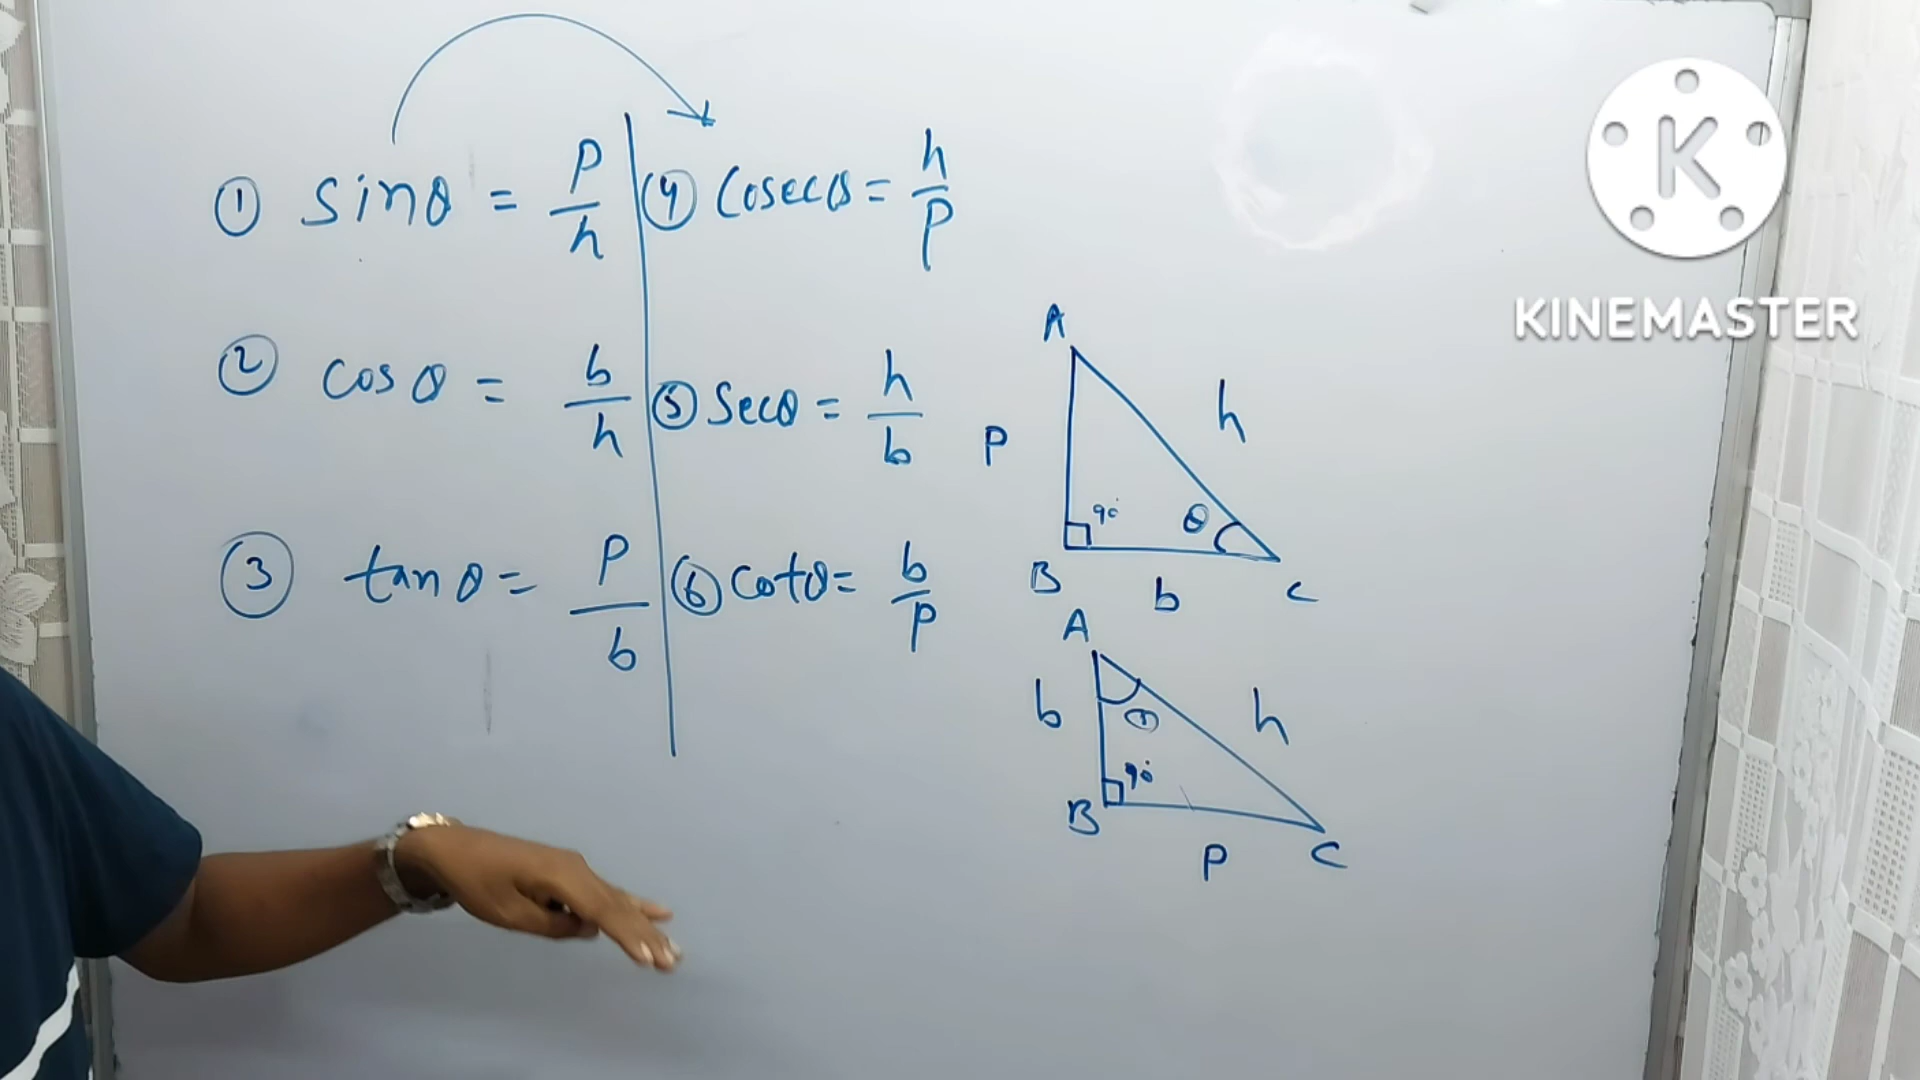 ① sinθ = p/h ④ cosecθ = h/p
② cosθ = b/h ⑤ secθ = h/b
③ tanθ = p/b ⑥ cotθ = b/p
A
P
h
90°
θ
B
b
C
A
b
θ
h
90°
B
P
C
K
KINEMASTER